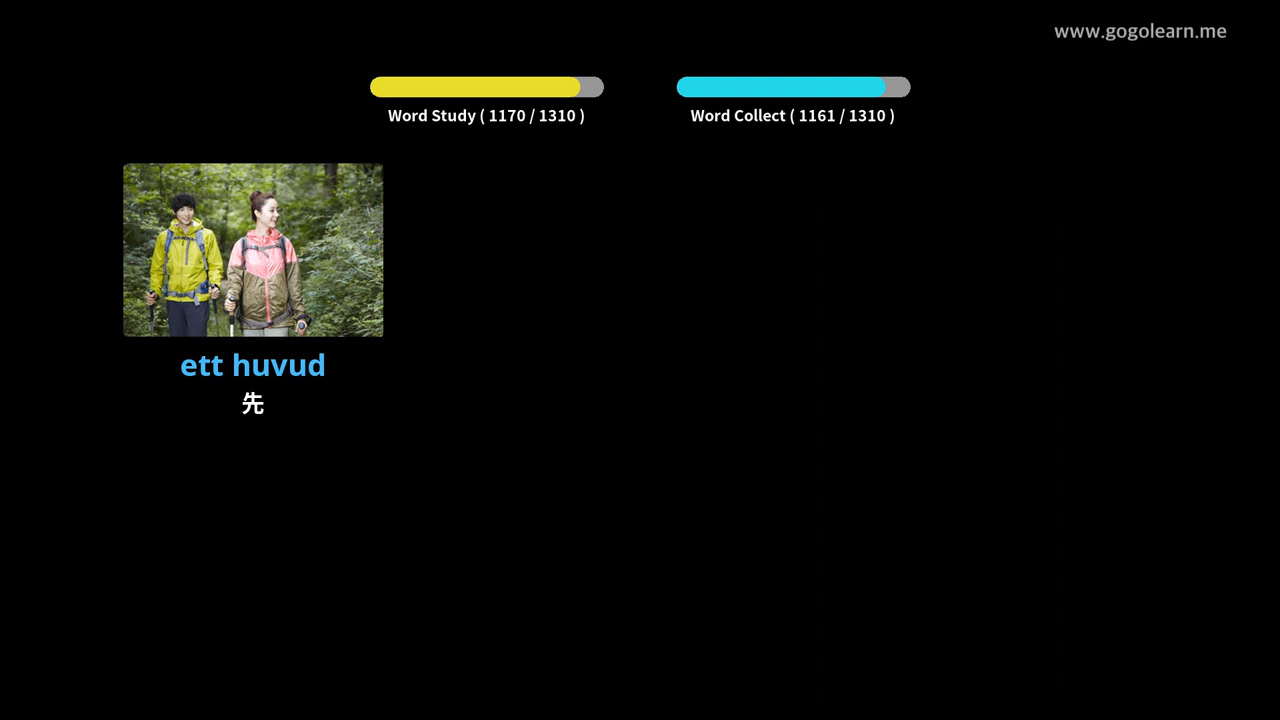 www.gogolearn.me
Word Study ( 1170 / 1310 )
Word Collect ( 1161 / 1310 )
ett huvud
先